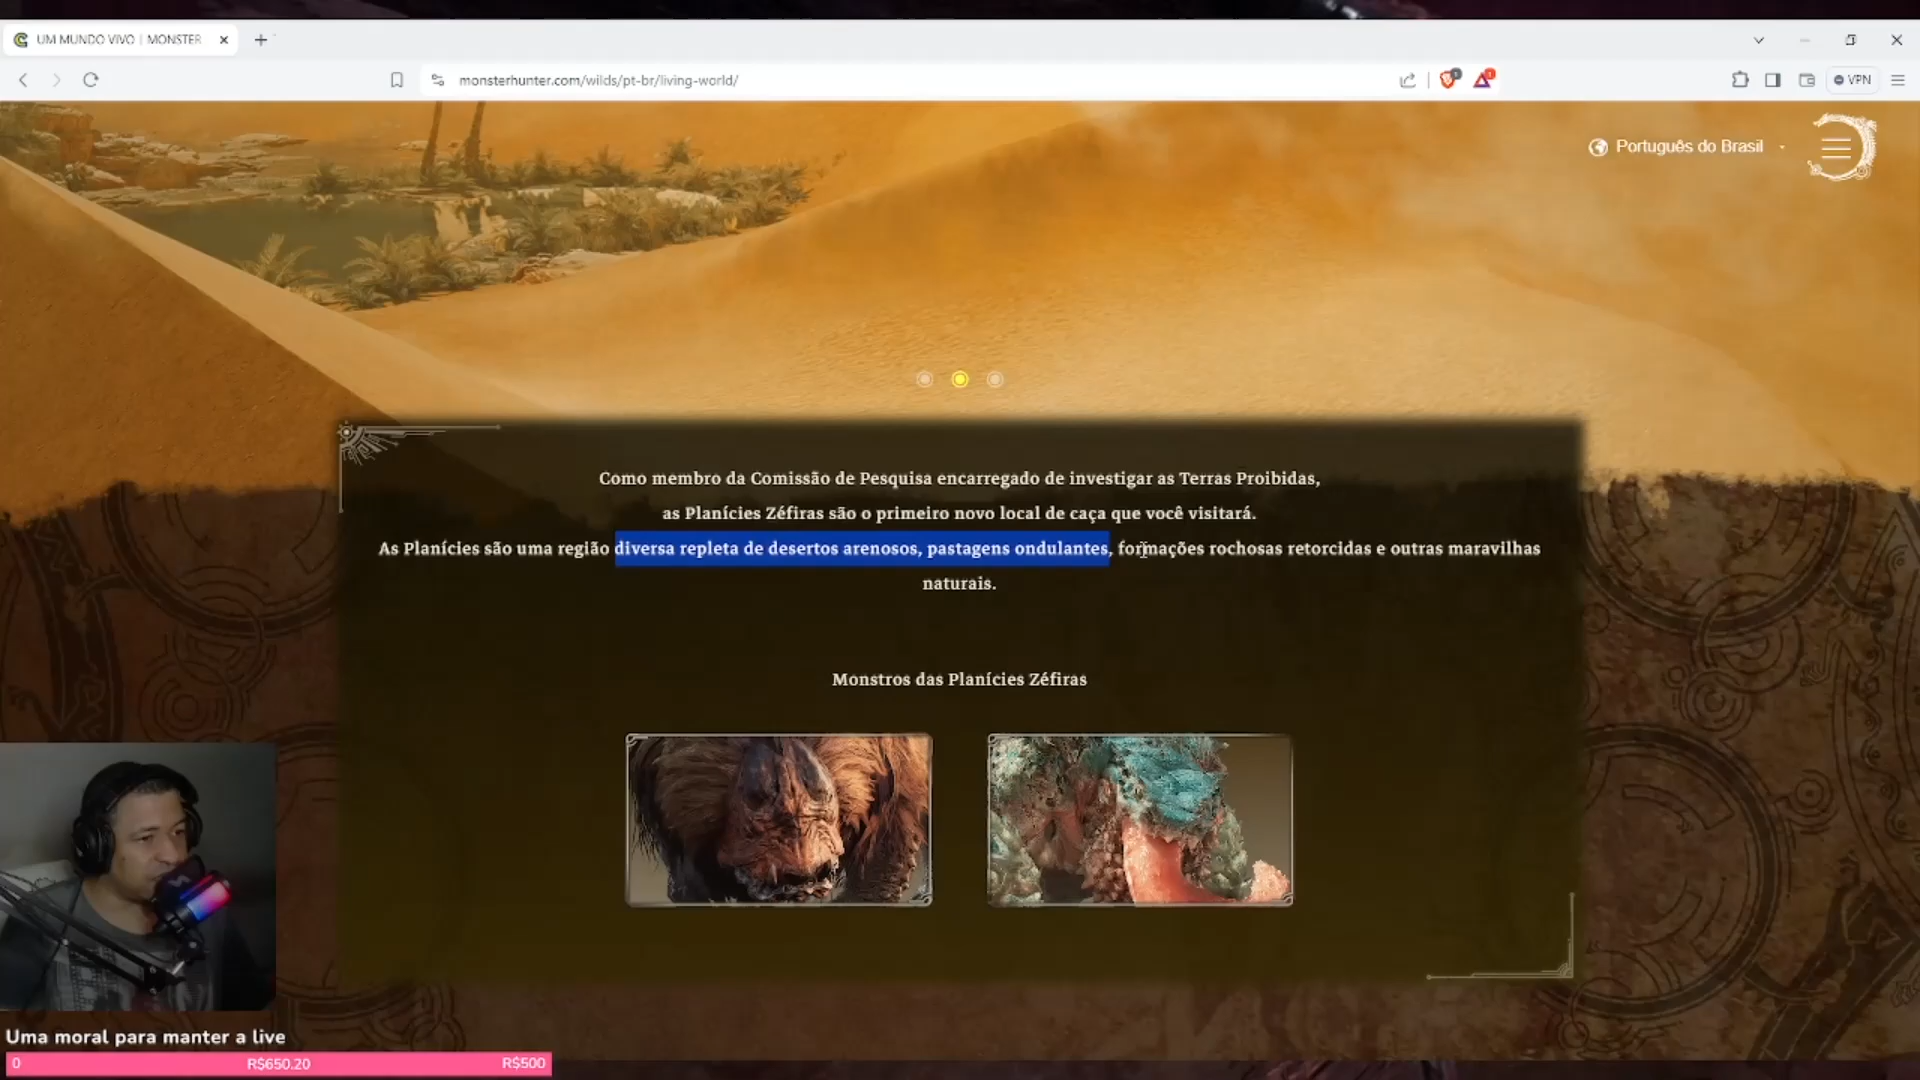 UM MUNDO VIVO | MONSTER
monsterhunter.com/wilds/pt-br/living-world/
VPN
Português do Brasil
Como membro da Comissão de Pesquisa encarregado de investigar as Terras Proibidas,
as Planícies Zéfiras são o primeiro novo local de caça que você visitará.
As Planícies são uma região diversa repleta de desertos arenosos, pastagens ondulantes, formações rochosas retorcidas e outras maravilhas
naturais.
Monstros das Planícies Zéfiras
Uma moral para manter a live
0 R$650.20 R$500